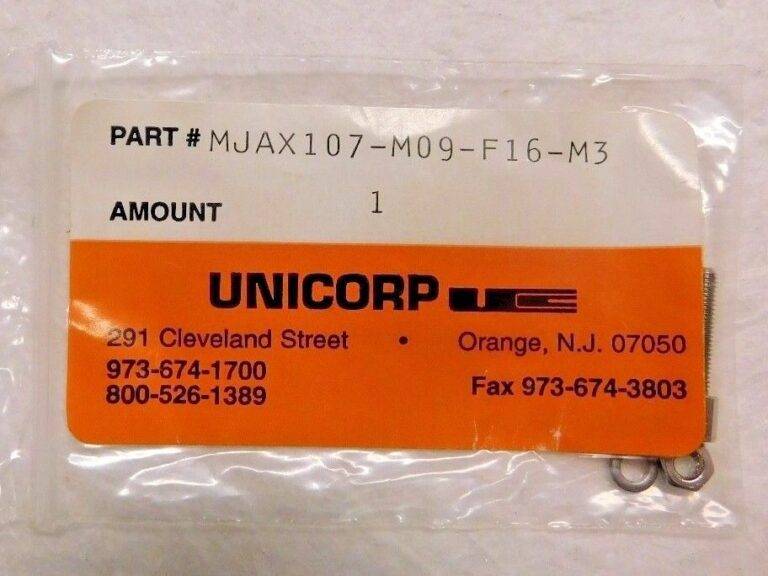 PART # MJAX107-M09-F16-M3
AMOUNT 1
UNICORP UC
291 Cleveland Street • Orange, N.J. 07050
973-674-1700
800-526-1389
Fax 973-674-3803